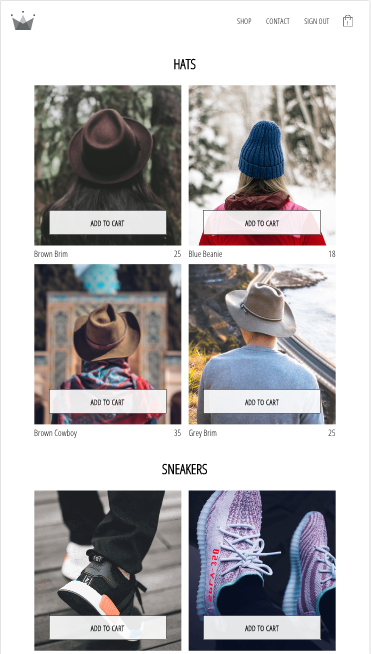 SHOP CONTACT SIGN OUT 1
HATS
ADD TO CART ADD TO CART
Brown Brim 25 Blue Beanie 18
ADD TO CART ADD TO CART
Brown Cowboy 35 Grey Brim 25
SNEAKERS
ADD TO CART ADD TO CART